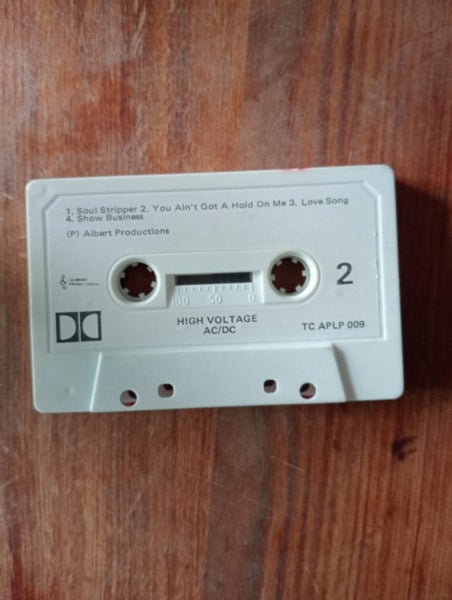 1. Soul Stripper 2. You Ain't Got A Hold On Me 3. Love Song
4. Show Business
(P) Albert Productions
2
100 50 0
HIGH VOLTAGE
AC/DC
TC APLP 009